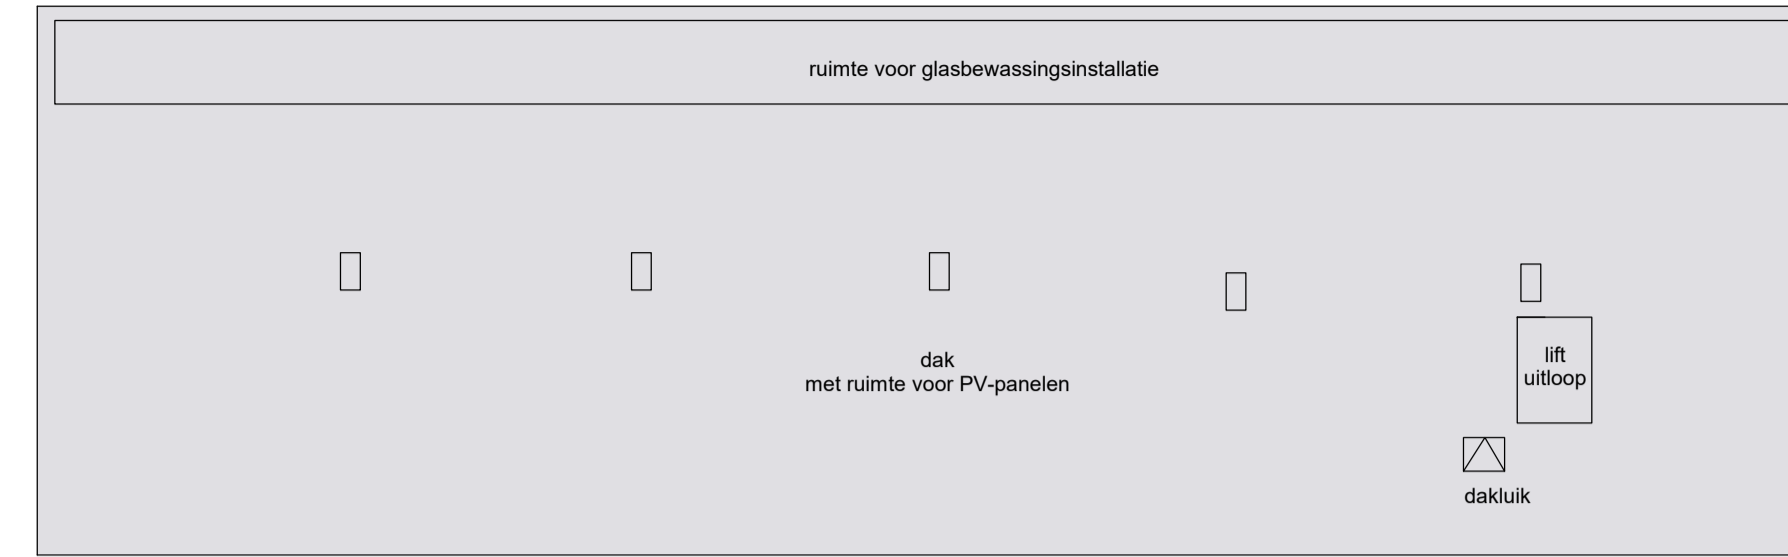 ruimte voor glasbewassingsinstallatie
dak
met ruimte voor PV-panelen
lift
uitloop
dakluik